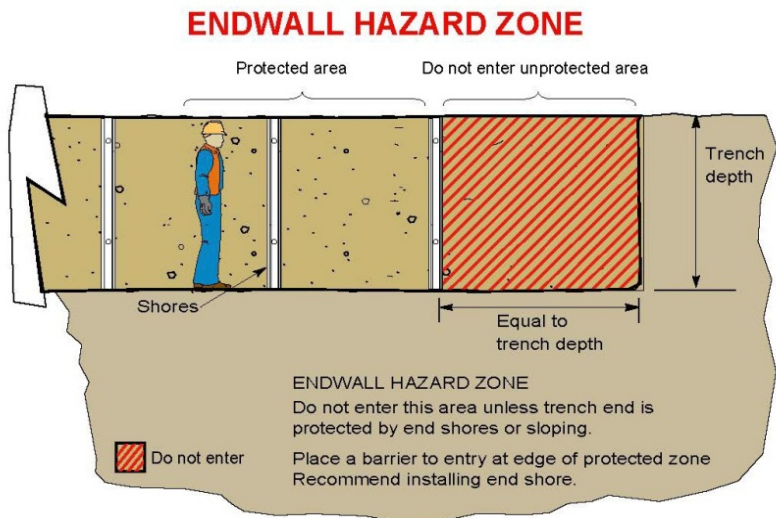 ENDWALL HAZARD ZONE
Protected area
Do not enter unprotected area
Trench
depth
Shores
Equal to
trench depth
ENDWALL HAZARD ZONE
Do not enter this area unless trench end is
protected by end shores or sloping.
Do not enter
Place a barrier to entry at edge of protected zone
Recommend installing end shore.